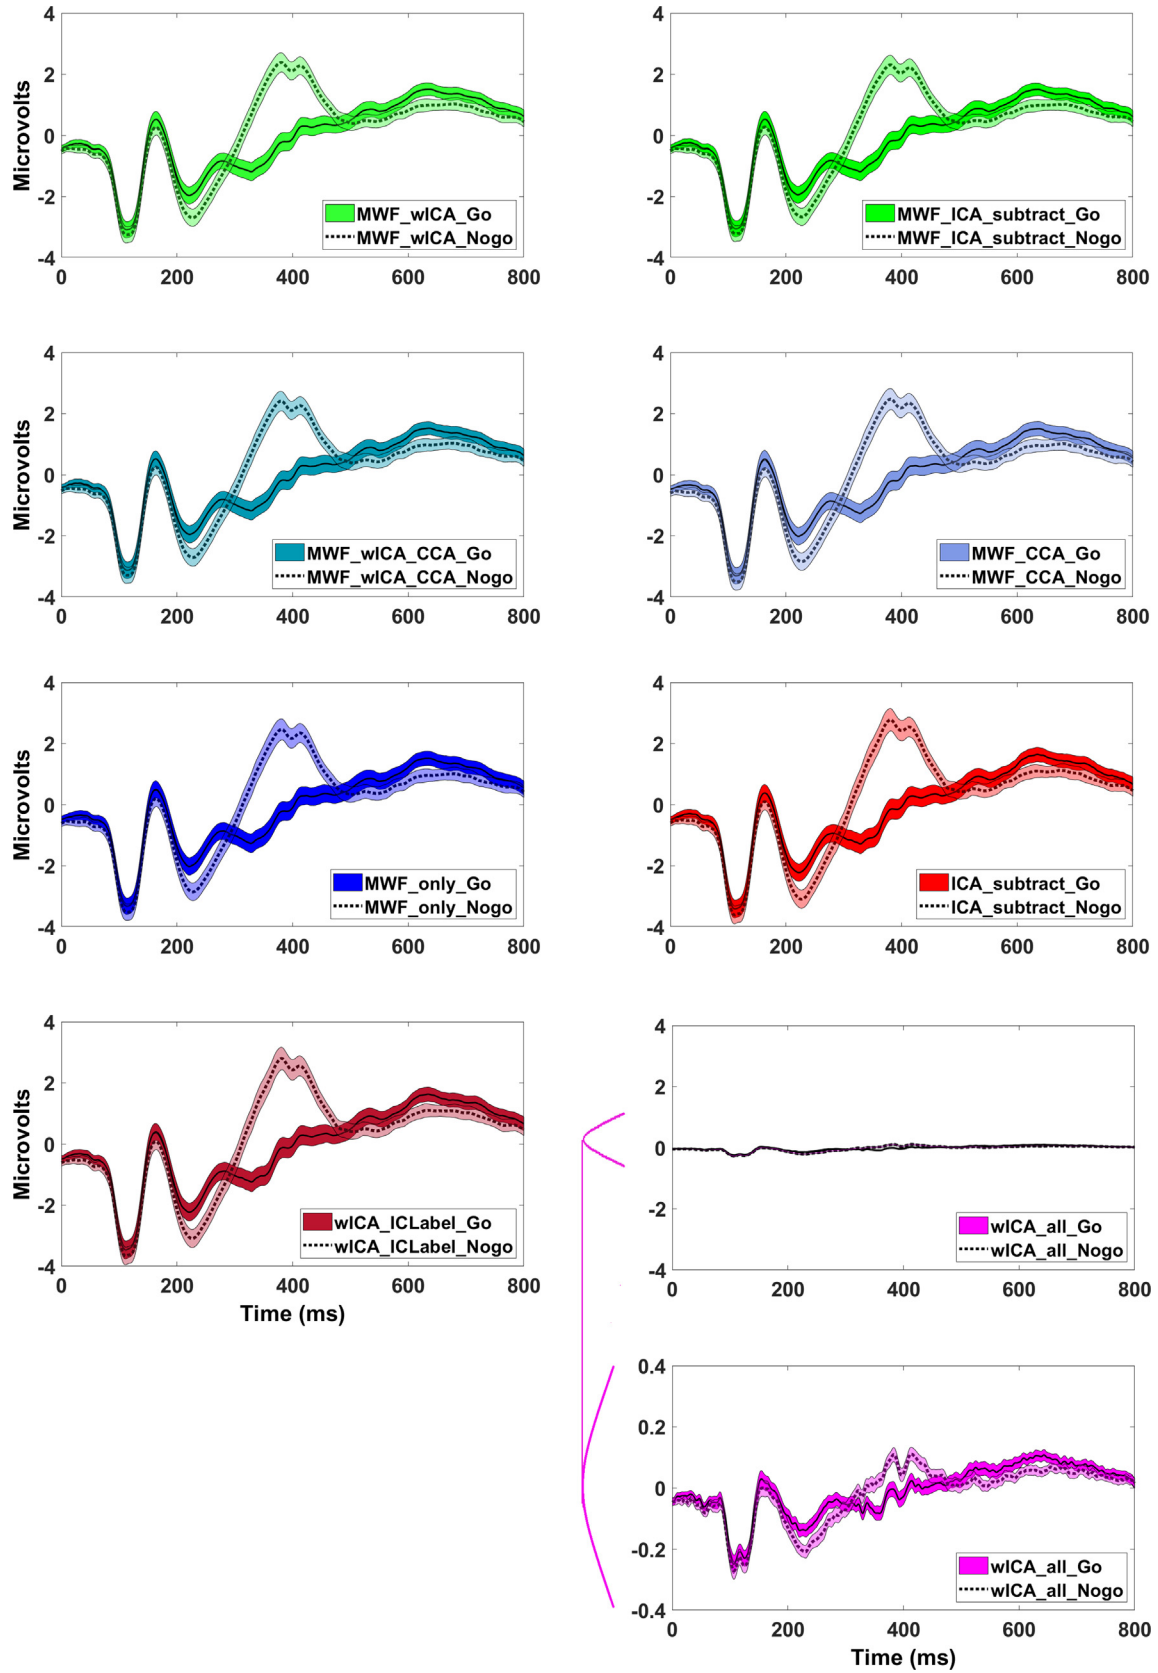 4
2
0
-2
-4
Microvolts
MWF_wICA_Go
MWF_wICA_Nogo
0 200 400 600 800
4
2
0
-2
-4
MWF_ICA_subtract_Go
MWF_ICA_subtract_Nogo
0 200 400 600 800
4
2
0
-2
-4
Microvolts
MWF_wICA_CCA_Go
MWF_wICA_CCA_Nogo
0 200 400 600 800
4
2
0
-2
-4
MWF_CCA_Go
MWF_CCA_Nogo
0 200 400 600 800
4
2
0
-2
-4
Microvolts
MWF_only_Go
MWF_only_Nogo
0 200 400 600 800
4
2
0
-2
-4
ICA_subtract_Go
ICA_subtract_Nogo
0 200 400 600 800
4
2
0
-2
-4
Microvolts
wICA_ICLabel_Go
wICA_ICLabel_Nogo
0 200 400 600 800
Time (ms)
4
2
0
-2
-4
wICA_all_Go
wICA_all_Nogo
0 200 400 600 800
0.4
0.2
0
-0.2
-0.4
wICA_all_Go
wICA_all_Nogo
0 200 400 600 800
Time (ms)